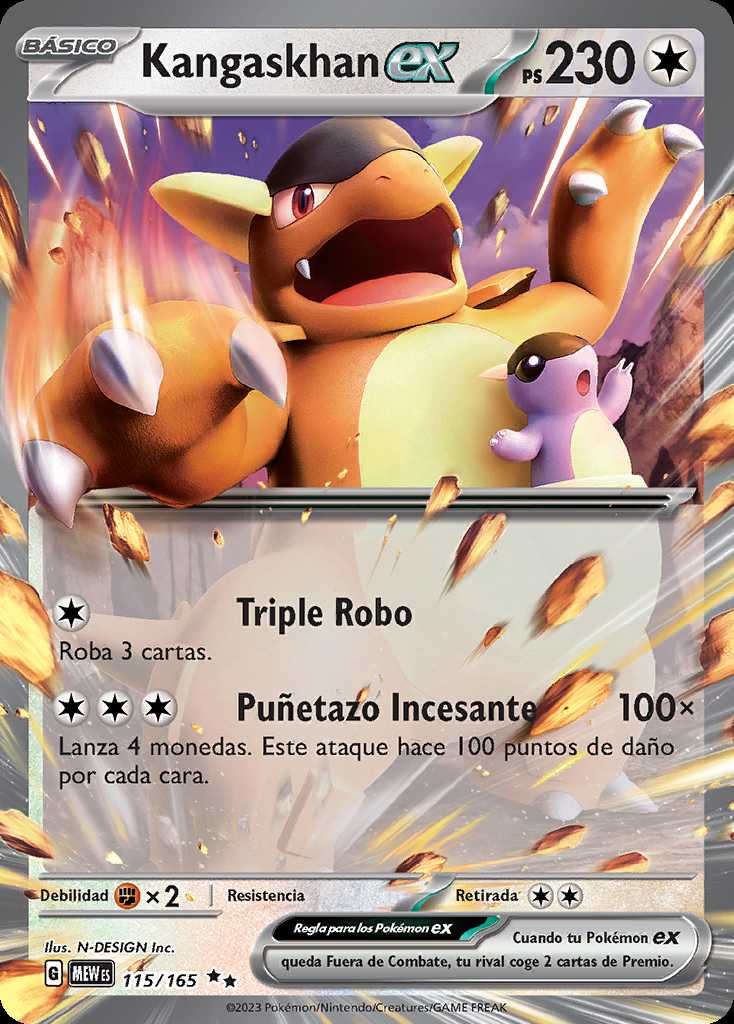 BÁSICO
Kangaskhan ex PS 230
Triple Robo
Roba 3 cartas.
Puñetazo Incesante 100×
Lanza 4 monedas. Este ataque hace 100 puntos de daño
por cada cara.
Debilidad ×2 Resistencia Retirada
Ilus. N-DESIGN Inc.
Regla para los Pokémon ex
Cuando tu Pokémon ex
queda Fuera de Combate, tu rival coge 2 cartas de Premio.
G MEW ES 115/165
©2023 Pokémon/Nintendo/Creatures/GAME FREAK